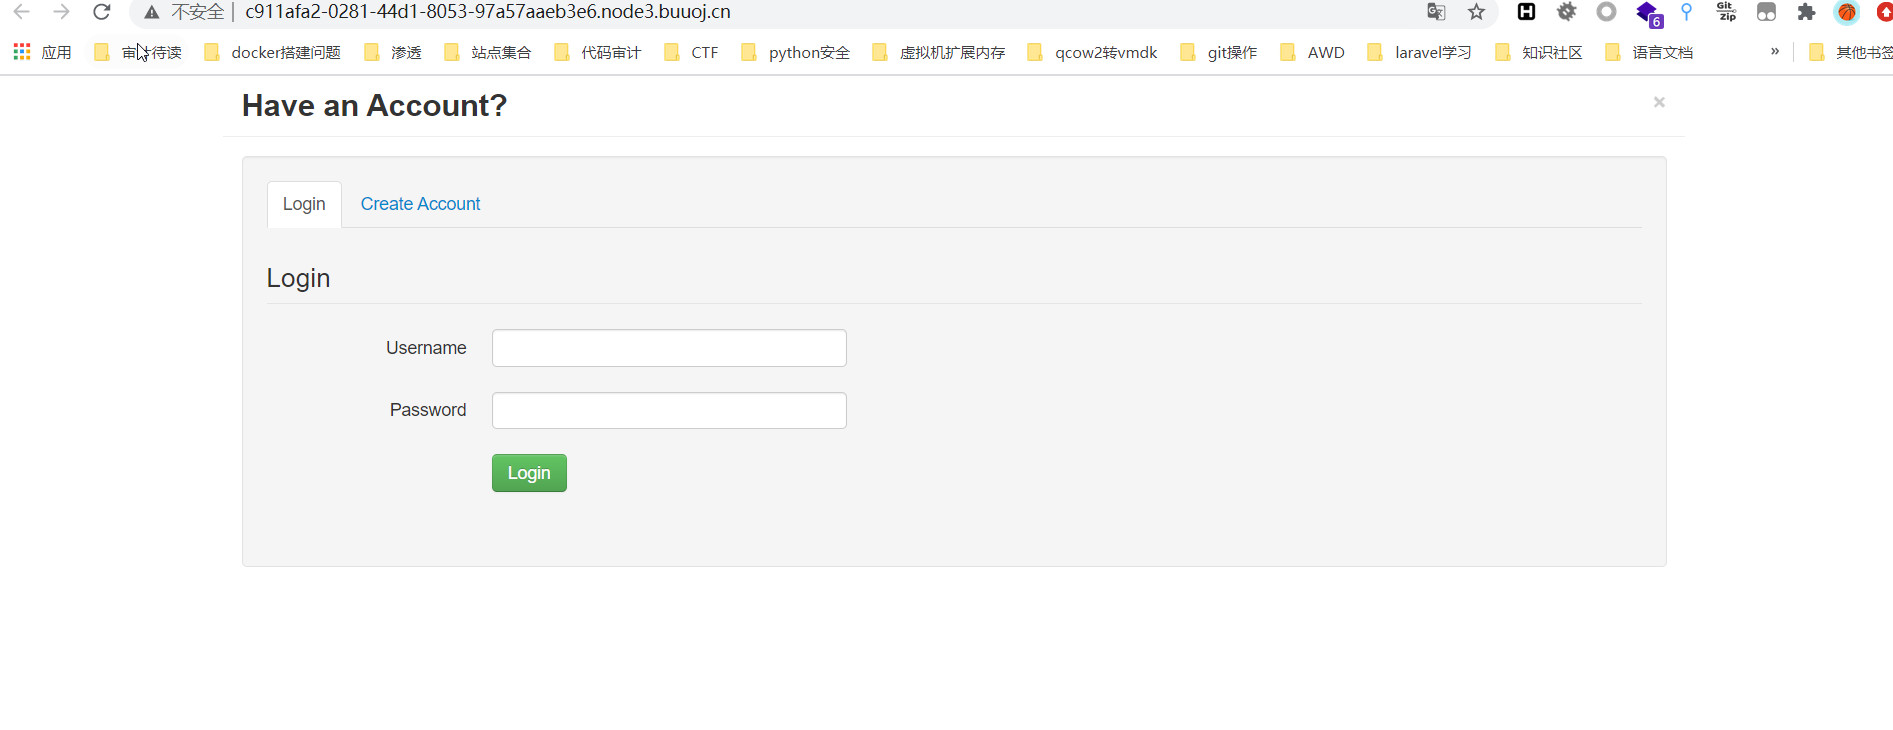 不安全 | c911afa2-0281-44d1-8053-97a57aaeb3e6.node3.buuoj.cn
6
Git Zip
应用 审计待读 docker搭建问题 渗透 站点集合 代码审计 CTF python安全 虚拟机扩展内存 qcow2转vmdk git操作 AWD laravel学习 知识社区 语言文档 » 其他书签
Have an Account? ×
Login Create Account
Login
Username
Password
Login